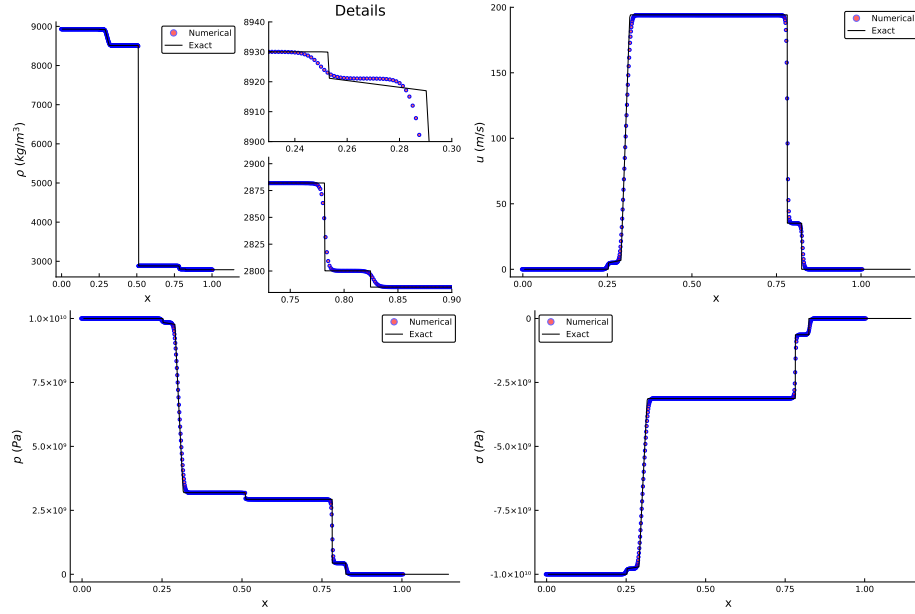 Details
ρ (kg/m³)
9000
8000
7000
6000
5000
4000
3000
0.00 0.25 0.50 0.75 1.00
x
Numerical
Exact
8940
8930
8920
8910
8900
0.24 0.26 0.28 0.30
2900
2875
2850
2825
2800
0.75 0.80 0.85 0.90
u (m/s)
200
150
100
50
0
0.00 0.25 0.50 0.75 1.00
x
Numerical
Exact
p (Pa)
1.0×10¹⁰
7.5×10⁹
5.0×10⁹
2.5×10⁹
0
0.00 0.25 0.50 0.75 1.00
x
Numerical
Exact
σ (Pa)
0
-2.5×10⁹
-5.0×10⁹
-7.5×10⁹
-1.0×10¹⁰
0.00 0.25 0.50 0.75 1.00
x
Numerical
Exact